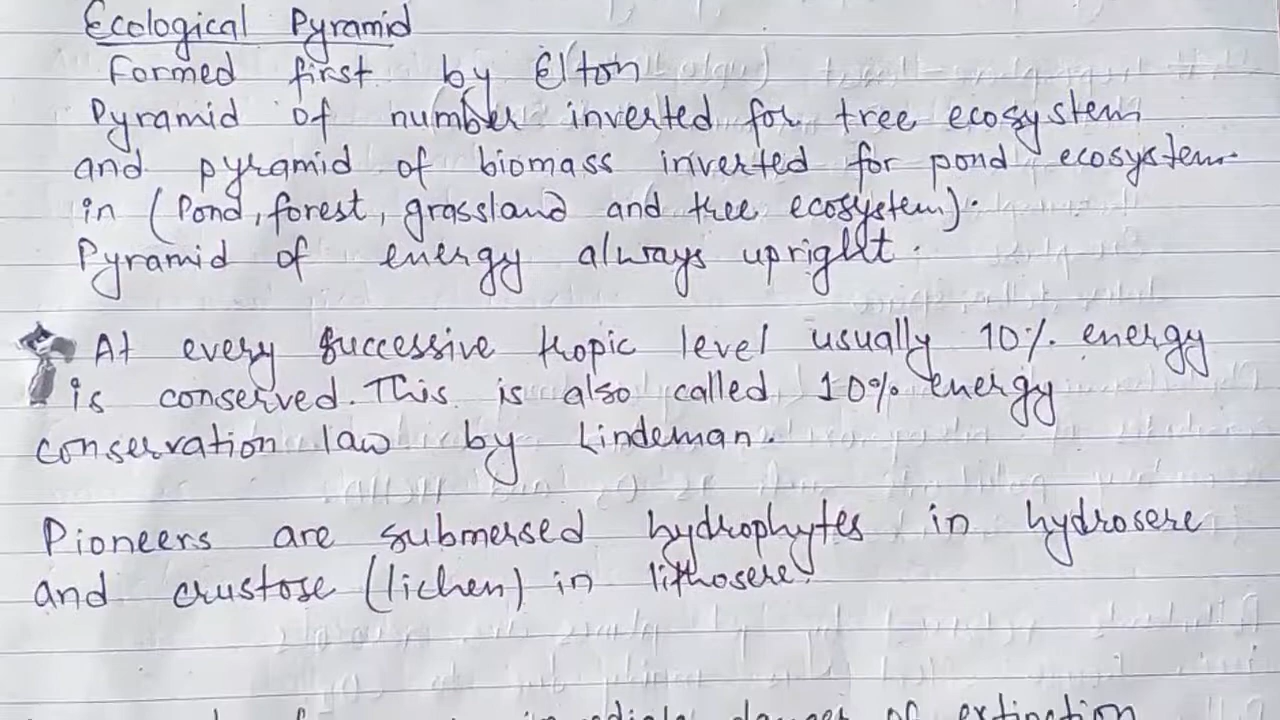 Ecological Pyramid
Formed first by Elton
Pyramid of number inverted for tree ecosystem
and pyramid of biomass inverted for pond ecosystem
in (Pond, forest, grassland and tree ecosystem).
Pyramid of energy always upright.
At every successive tropic level usually 10% energy
is conserved. This is also called 10% energy
conservation law by Lindeman.
Pioneers are submersed hydrophytes in hydrosere
and crustose (lichen) in lithosere.
danger of extinction